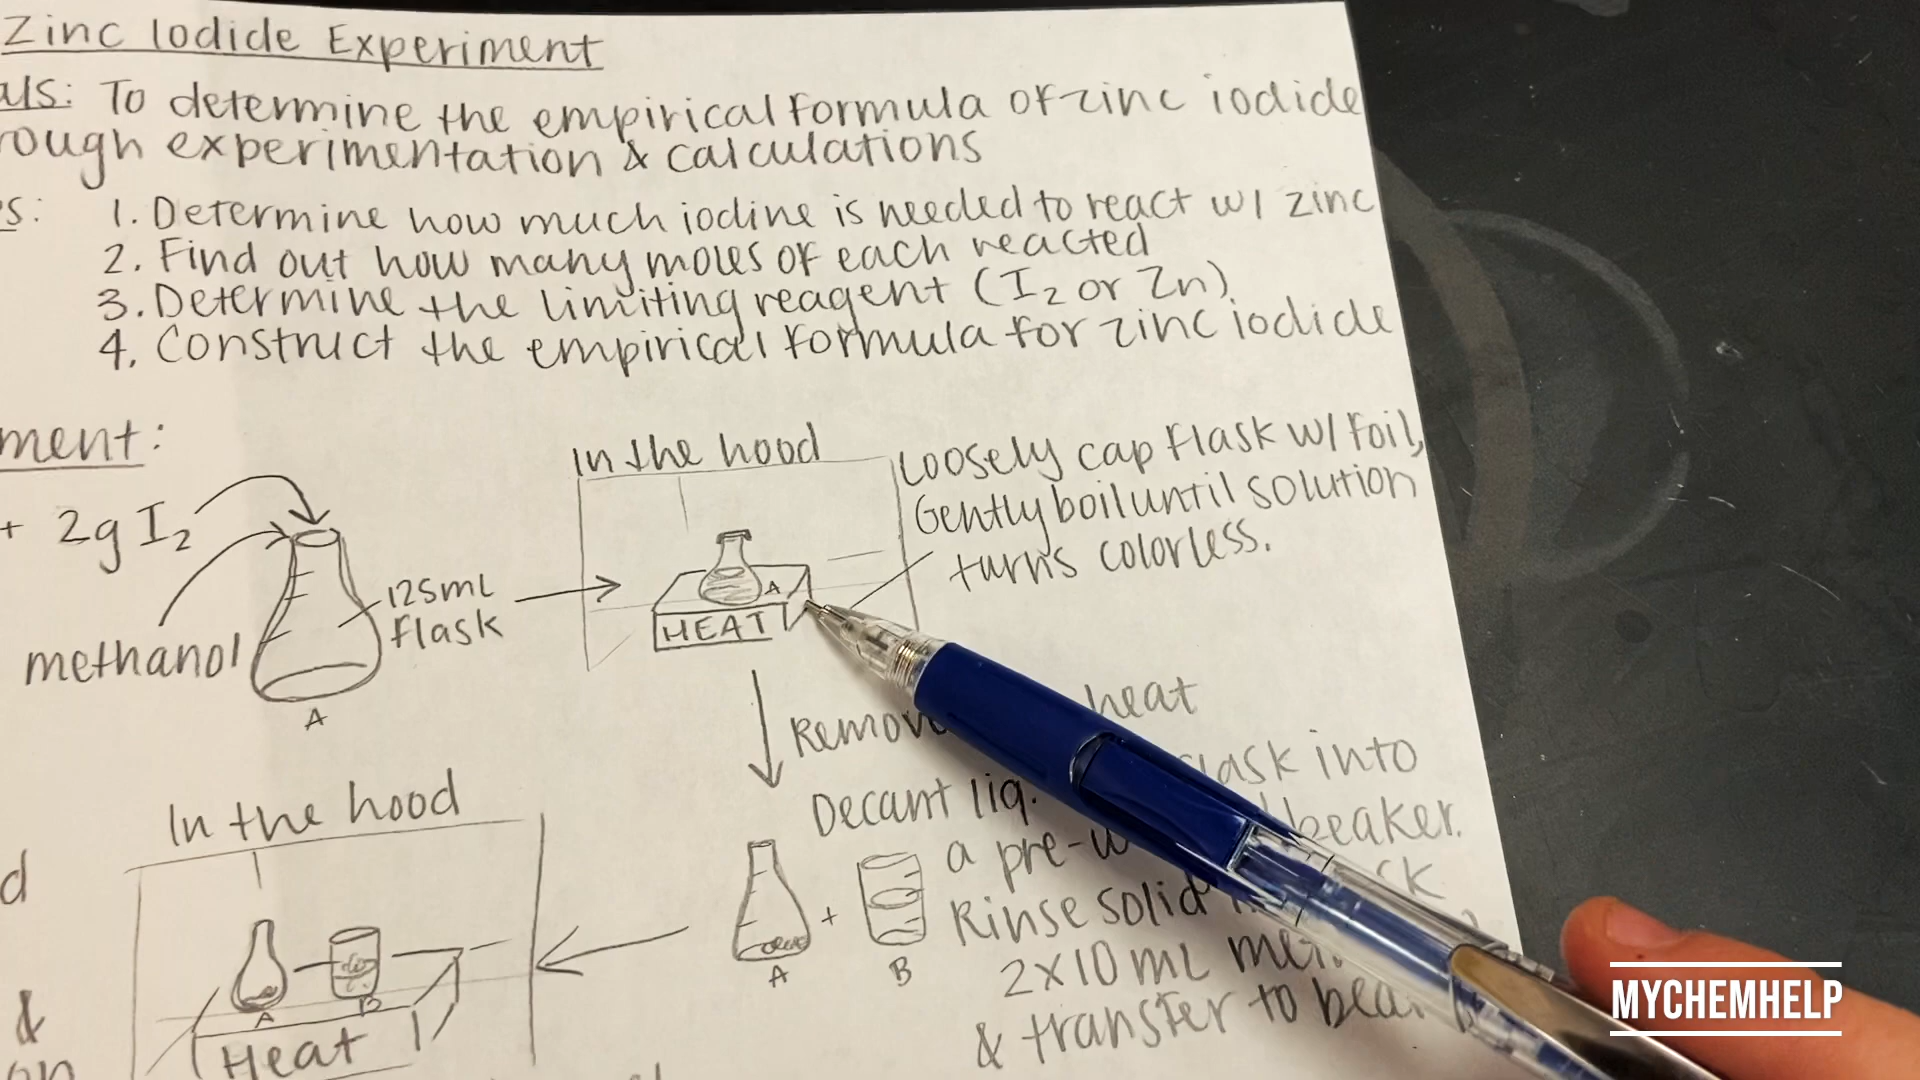 Zinc Iodide Experiment
als: To determine the empirical formula of zinc iodide
rough experimentation & calculations
s: 1. Determine how much iodine is needed to react w/ zinc
2. Find out how many moles of each reacted
3. Determine the limiting reagent (I2 or Zn)
4. Construct the empirical formula for zinc iodide
ment:
In the hood
Loosely cap flask w/ foil,
Gently boil until solution
turns colorless.
+ 2g I2
125mL
flask
methanol
A
A
HEAT
Remov heat
Decant liq. flask into
a pre-w beaker.
Rinse solid
2x10 mL
& transfer to
In the hood
A
+
B
d
A
B
Heat
&
on
MYCHEMHELP